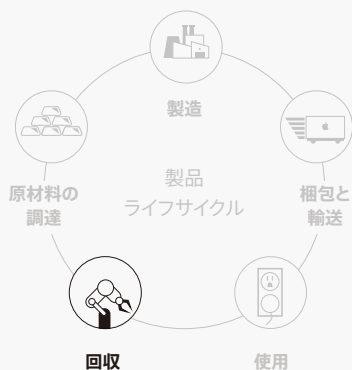 製造
原材料の
調達
製品
ライフサイクル
梱包と
輸送
回収
使用